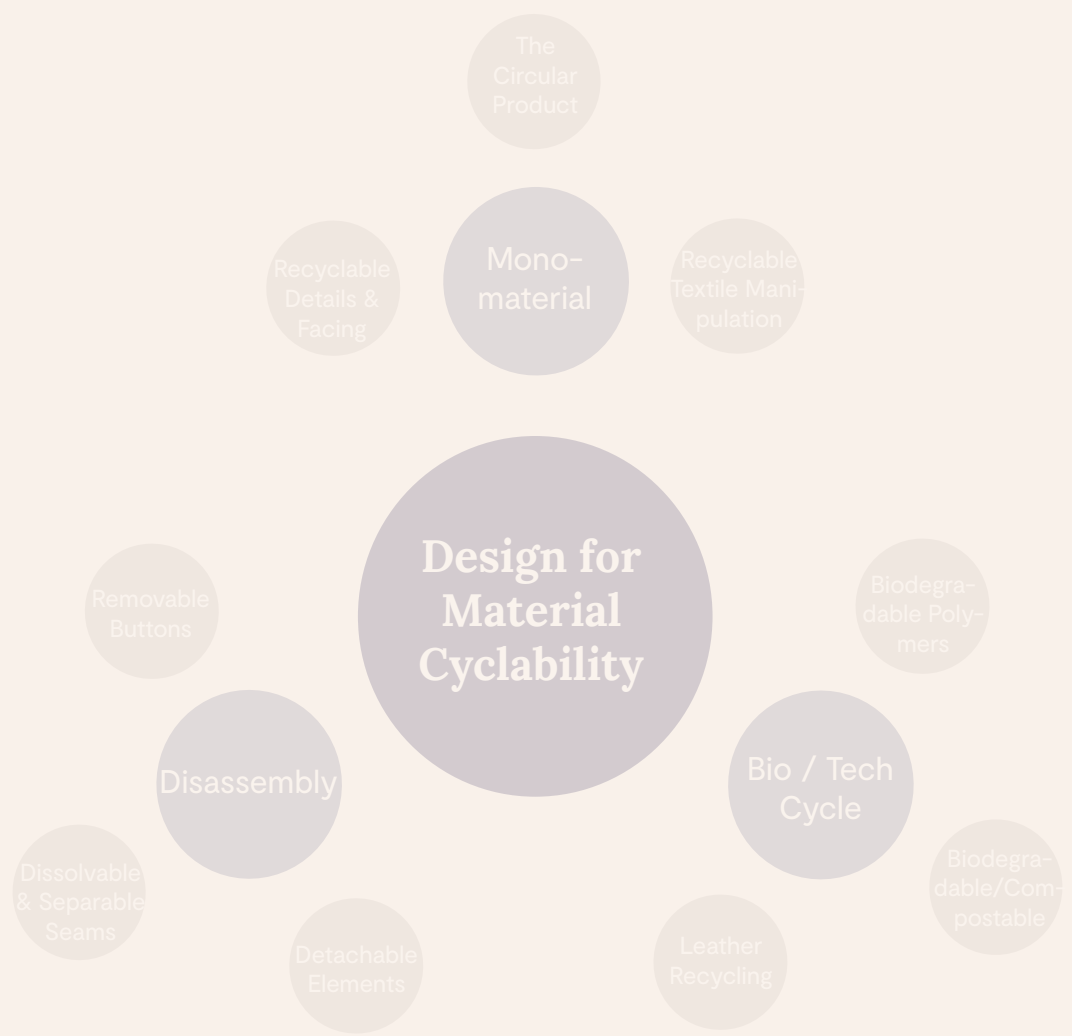 The
Circular
Product
Mono-
material
Recyclable
Details &
Facing
Recyclable
Textile Mani-
pulation
Design for
Material
Cyclability
Removable
Buttons
Biodegra-
dable Poly-
mers
Disassembly
Bio / Tech
Cycle
Dissolvable
& Separable
Seams
Biodegra-
dable/Com-
postable
Detachable
Elements
Leather
Recycling